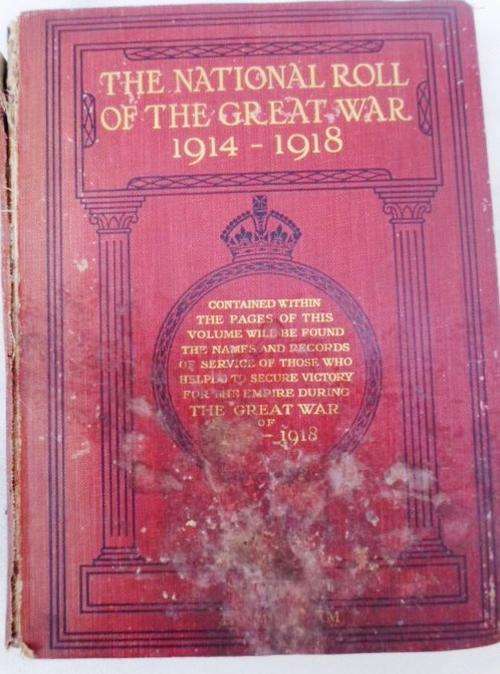 THE NATIONAL ROLL
OF THE GREAT WAR
1914 - 1918
CONTAINED WITHIN
THE PAGES OF THIS
VOLUME WILL BE FOUND
THE NAMES AND RECORDS
OF SERVICE OF THOSE WHO
HELPED TO SECURE VICTORY
FOR THE EMPIRE DURING
THE GREAT WAR
OF
- 1918